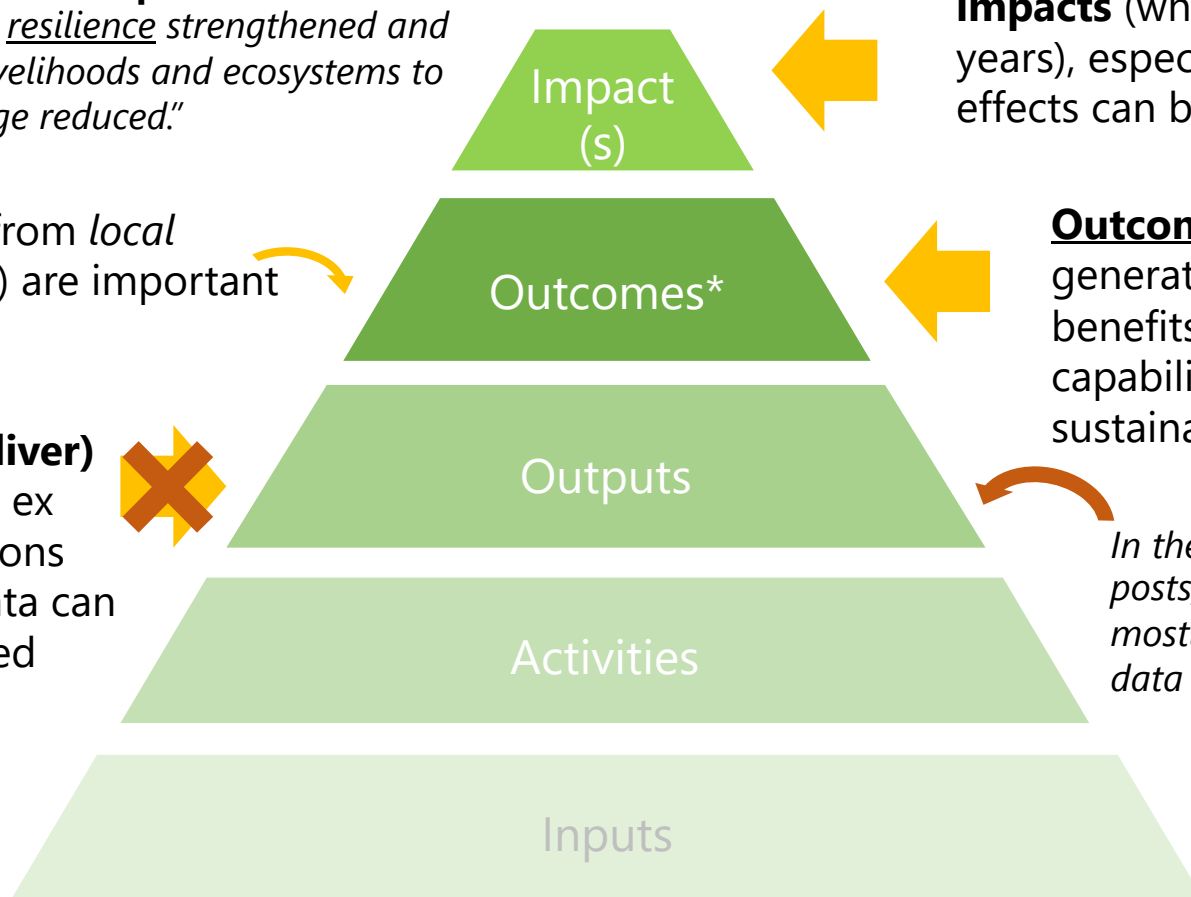 resilience strengthened and
velihoods and ecosystems to
ge reduced.”
Impact
(s)
Impacts (wh
years), espec
effects can b
rom local
) are important
Outcomes*
Outcon
generat
benefits
capabili
sustaina
liver)
ex
ons
ta can
ed
Outputs
In the
posts,
most
data
Activities
Inputs